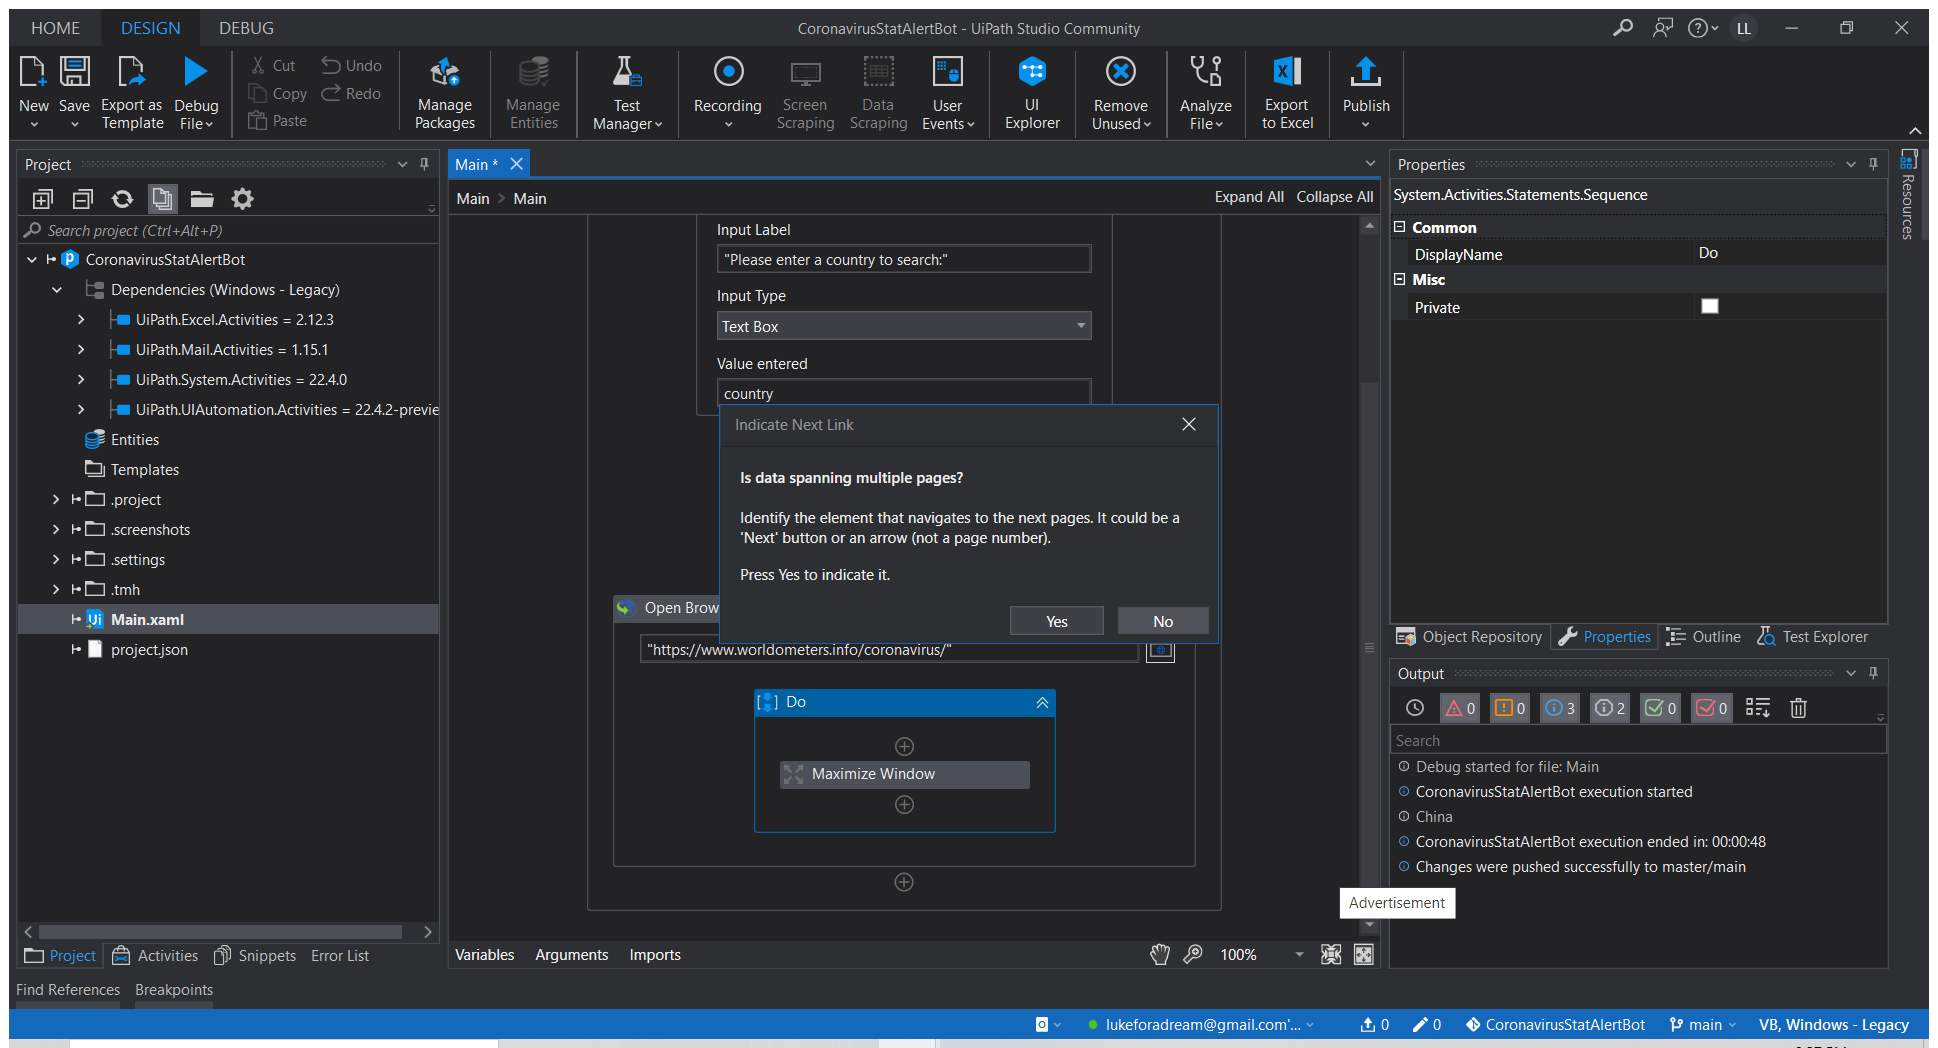 HOME DESIGN DEBUG CoronavirusStatAlertBot - UiPath Studio Community LL
New Save Export as Template Debug File Cut Copy Paste Undo Redo Manage Packages Manage Entities Test Manager Recording Screen Scraping Data Scraping User Events UI Explorer Remove Unused Analyze File Export to Excel Publish
Project
Search project (Ctrl+Alt+P)
CoronavirusStatAlertBot
Dependencies (Windows - Legacy)
UiPath.Excel.Activities = 2.12.3
UiPath.Mail.Activities = 1.15.1
UiPath.System.Activities = 22.4.0
UiPath.UIAutomation.Activities = 22.4.2-previe
Entities
Templates
.project
.screenshots
.settings
.tmh
Main.xaml
project.json
Project Activities Snippets Error List
Find References Breakpoints
Main *
Main > Main Expand All Collapse All
Input Label
"Please enter a country to search:"
Input Type
Text Box
Value entered
country
Indicate Next Link
Is data spanning multiple pages?
Identify the element that navigates to the next pages. It could be a
'Next' button or an arrow (not a page number).
Press Yes to indicate it.
Yes No
Open Brow
"https://www.worldometers.info/coronavirus/"
Do
Maximize Window
Variables Arguments Imports 100%
Properties
System.Activities.Statements.Sequence
Common
DisplayName Do
Misc
Private
Resources
Object Repository Properties Outline Test Explorer
Output
0 0 3 2 0 0
Search
Debug started for file: Main
CoronavirusStatAlertBot execution started
China
CoronavirusStatAlertBot execution ended in: 00:00:48
Changes were pushed successfully to master/main
Advertisement
lukeforadream@gmail.com'... 0 0 CoronavirusStatAlertBot main VB, Windows - Legacy